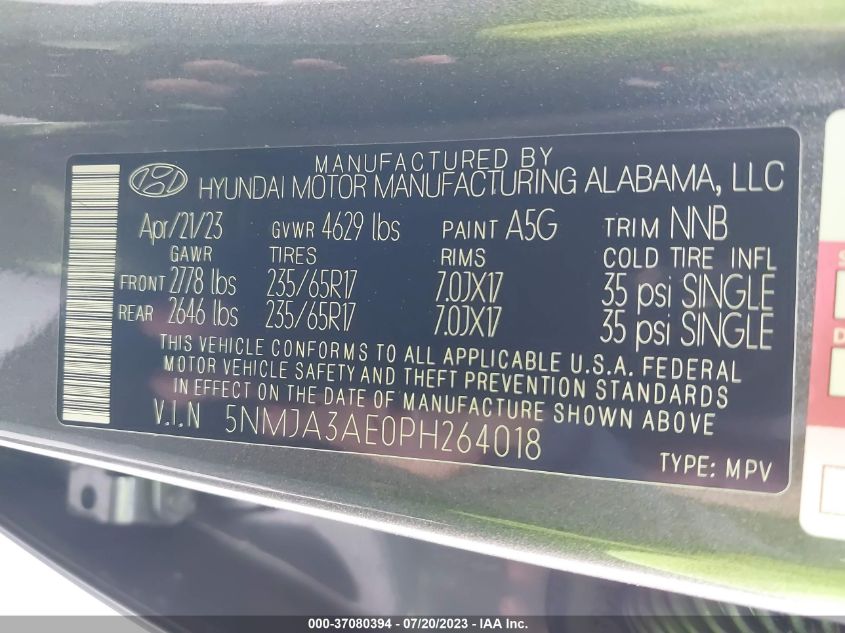 MANUFACTURED BY
HYUNDAI MOTOR MANUFACTURING ALABAMA, LLC
Apr/21/23 GVWR 4629 lbs PAINT A5G TRIM NNB
GAWR TIRES RIMS COLD TIRE INFL
FRONT 2778 lbs 235/65R17 7.0JX17 35 psi SINGLE
REAR 2646 lbs 235/65R17 7.0JX17 35 psi SINGLE
THIS VEHICLE CONFORMS TO ALL APPLICABLE U.S.A. FEDERAL
MOTOR VEHICLE SAFETY AND THEFT PREVENTION STANDARDS
IN EFFECT ON THE DATE OF MANUFACTURE SHOWN ABOVE
V.I.N 5NMJA3AE0PH264018
TYPE: MPV
000-37080394 - 07/20/2023 - IAA Inc.